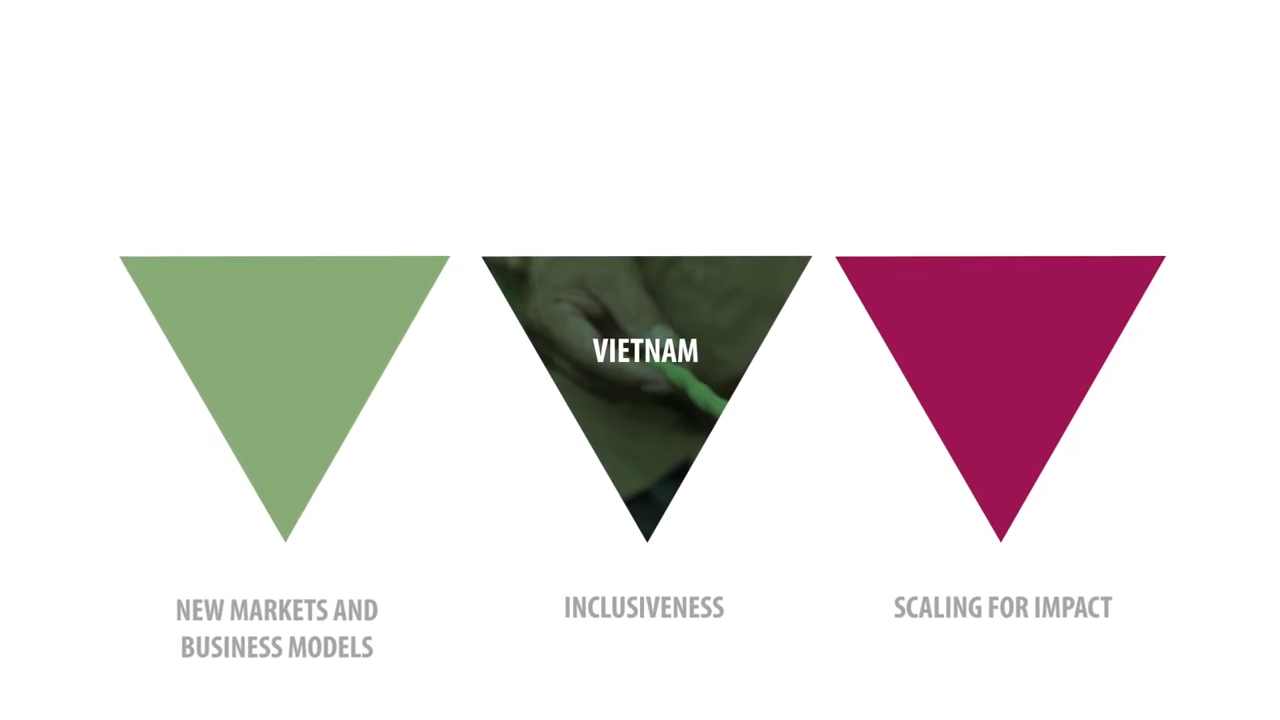 VIETNAM
NEW MARKETS AND
BUSINESS MODELS
INCLUSIVENESS
SCALING FOR IMPACT